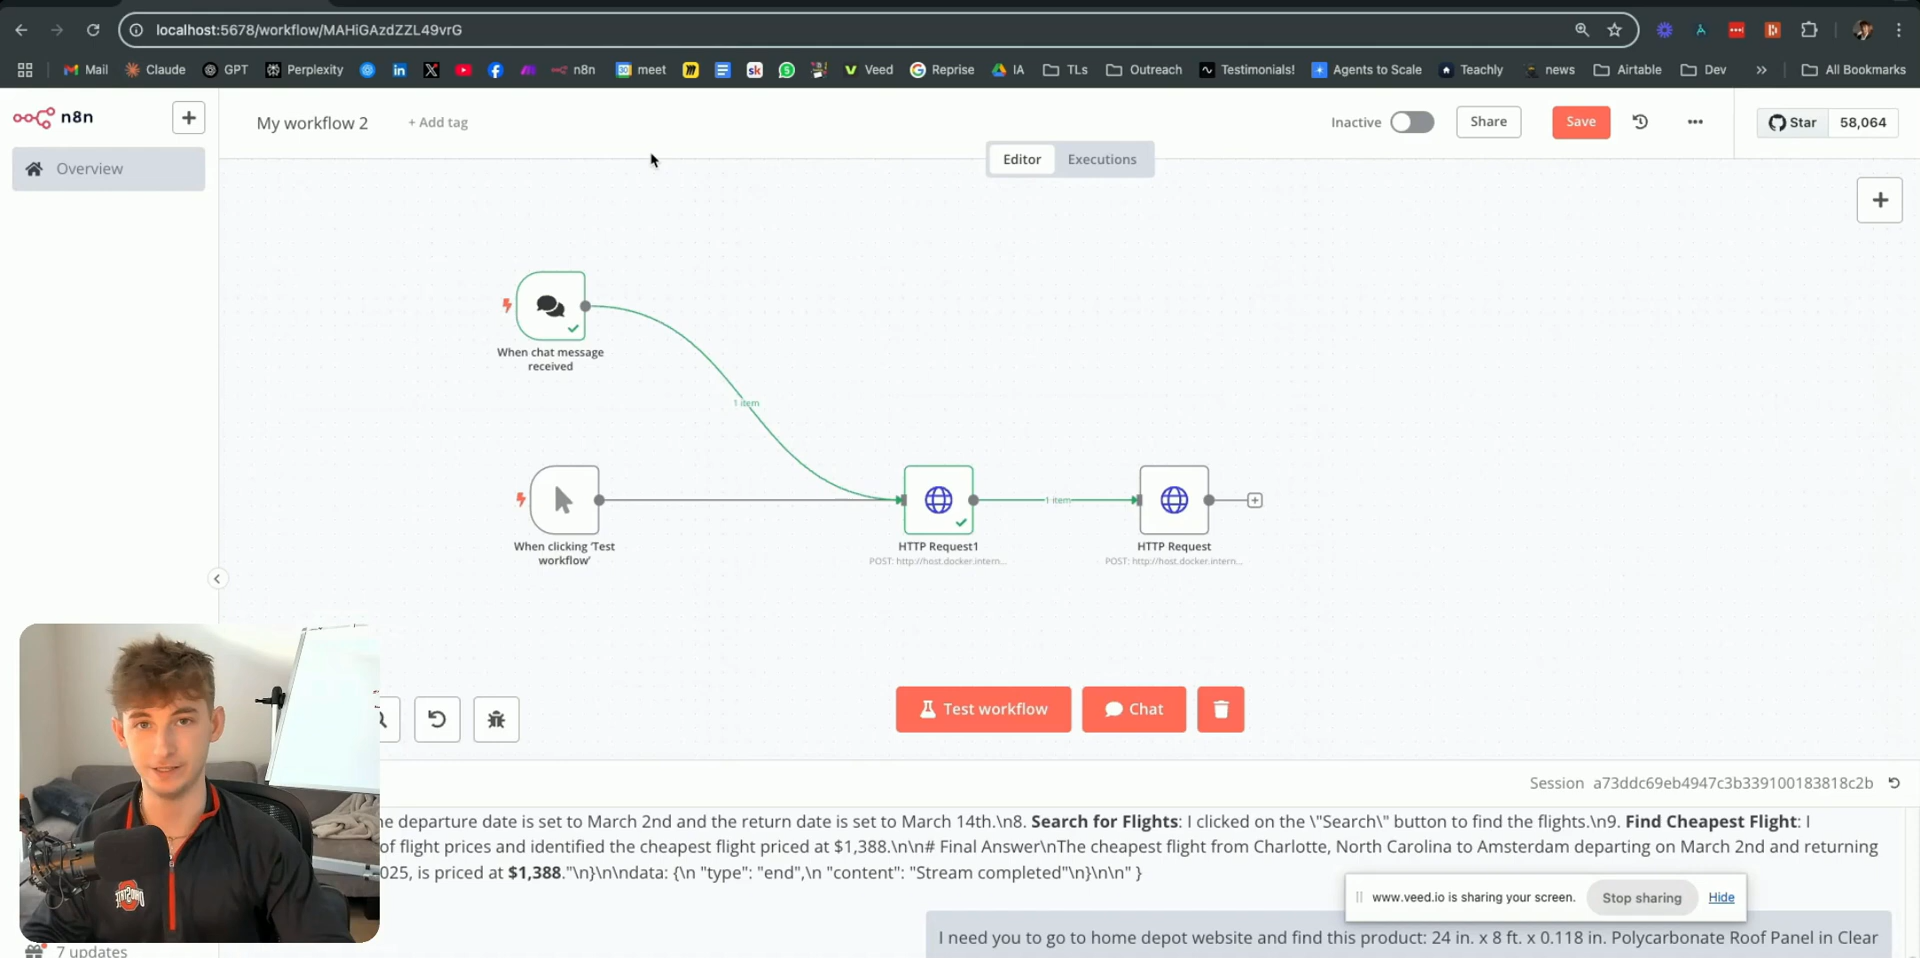 localhost:5678/workflow/MAHiGAzdZZL49vrG
Mail
Claude
GPT
Perplexity
n8n
meet
Veed
Reprise
IA
TLs
Outreach
Testimonials!
Agents to Scale
Teachly
news
Airtable
Dev
All Bookmarks
n8n
My workflow 2
+ Add tag
Inactive
Share
Save
Star
58,064
Overview
Editor
Executions
When chat message
received
1 item
When clicking 'Test
workflow'
HTTP Request1
POST: http://host.docker.intern...
1 item
HTTP Request
POST: http://host.docker.intern...
Test workflow
Chat
Session a73ddc69eb4947c3b339100183818c2b
e departure date is set to March 2nd and the return date is set to March 14th.\n8. Search for Flights: I clicked on the \"Search\" button to find the flights.\n9. Find Cheapest Flight: I
of flight prices and identified the cheapest flight priced at $1,388.\n\n# Final Answer\nThe cheapest flight from Charlotte, North Carolina to Amsterdam departing on March 2nd and returning
025, is priced at $1,388."\n}\n\ndata: {\n "type": "end",\n "content": "Stream completed"\n}\n\n" }
www.veed.io is sharing your screen.
Stop sharing
Hide
I need you to go to home depot website and find this product: 24 in. x 8 ft. x 0.118 in. Polycarbonate Roof Panel in Clear
7 updates
OHIO STATE